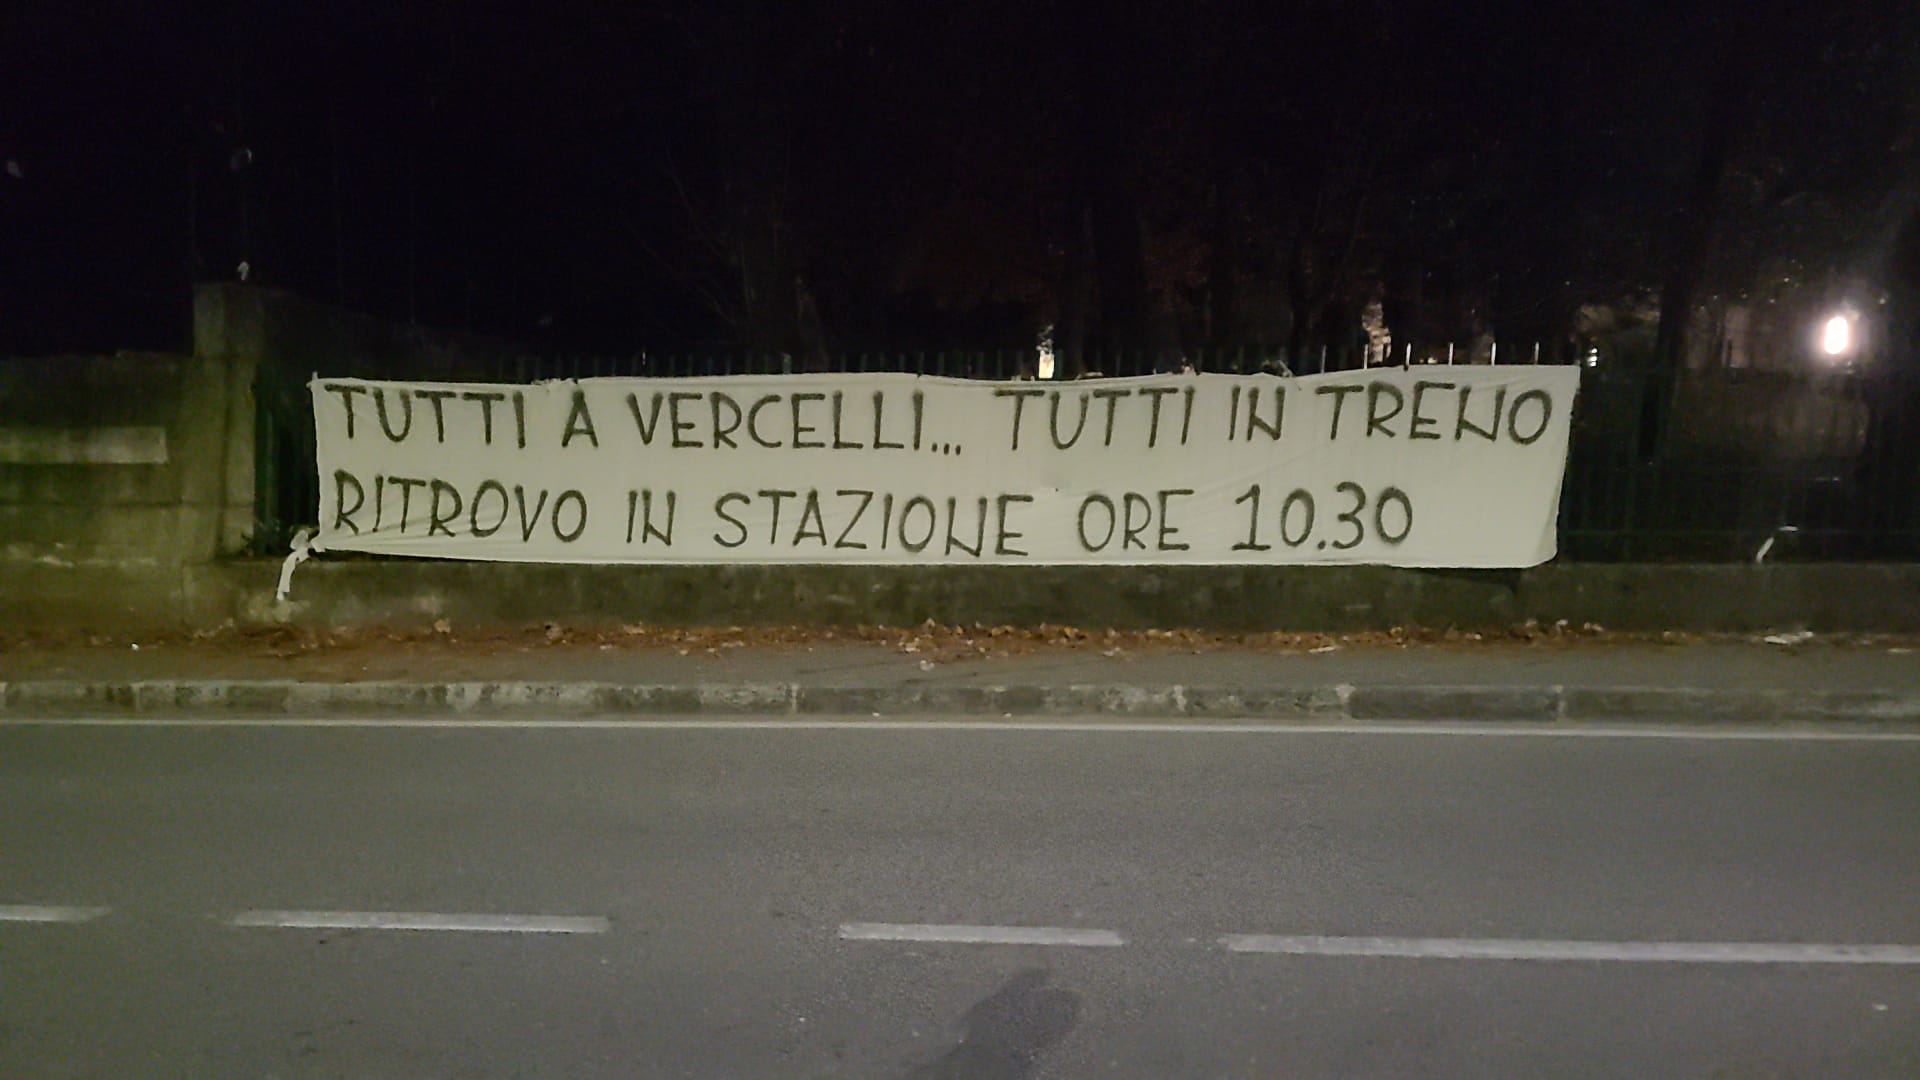 TUTTI A VERCELLI... TUTTI IN TRENO
RITROVO IN STAZIONE ORE 10.30